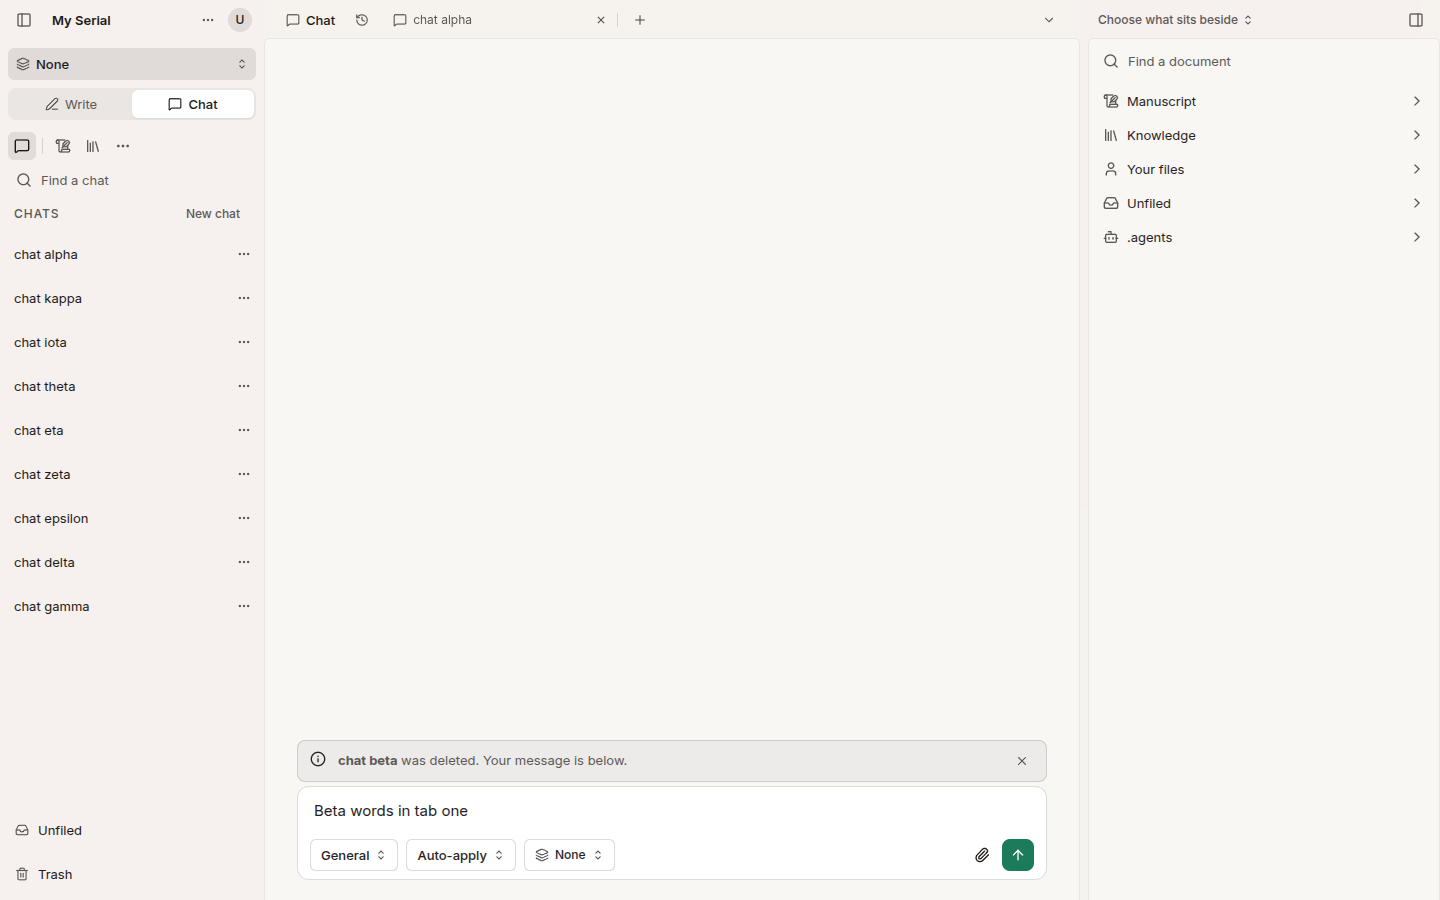 My Serial
U
None
Write
Chat
Find a chat
CHATS
New chat
chat alpha
chat kappa
chat iota
chat theta
chat eta
chat zeta
chat epsilon
chat delta
chat gamma
Unfiled
Trash
Chat
chat alpha
chat beta was deleted. Your message is below.
Beta words in tab one
General
Auto-apply
None
Choose what sits beside
Find a document
Manuscript
Knowledge
Your files
Unfiled
.agents